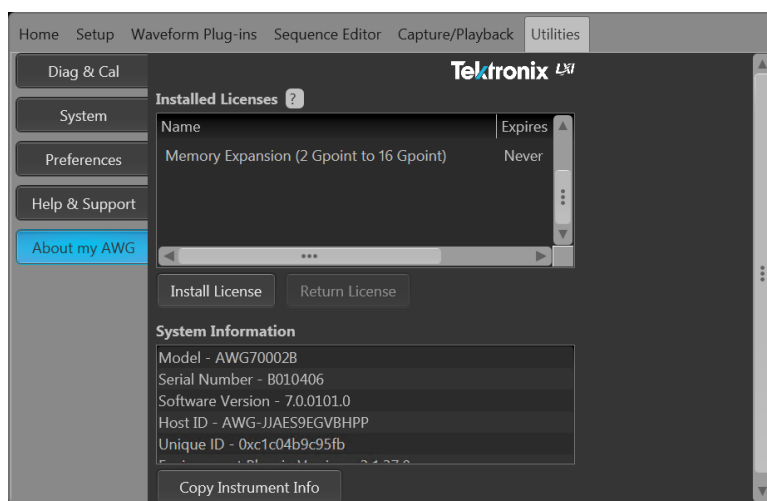 Home Setup Waveform Plug-ins Sequence Editor Capture/Playback Utilities
Diag & Cal
System
Preferences
Help & Support
About my AWG
Tektronix LXI
Installed Licenses ?
Name Expires
Memory Expansion (2 Gpoint to 16 Gpoint) Never
Install License Return License
System Information
Model - AWG70002B
Serial Number - B010406
Software Version - 7.0.0101.0
Host ID - AWG-JJAES9EGVBHPP
Unique ID - 0xc1c04b9c95fb
Copy Instrument Info